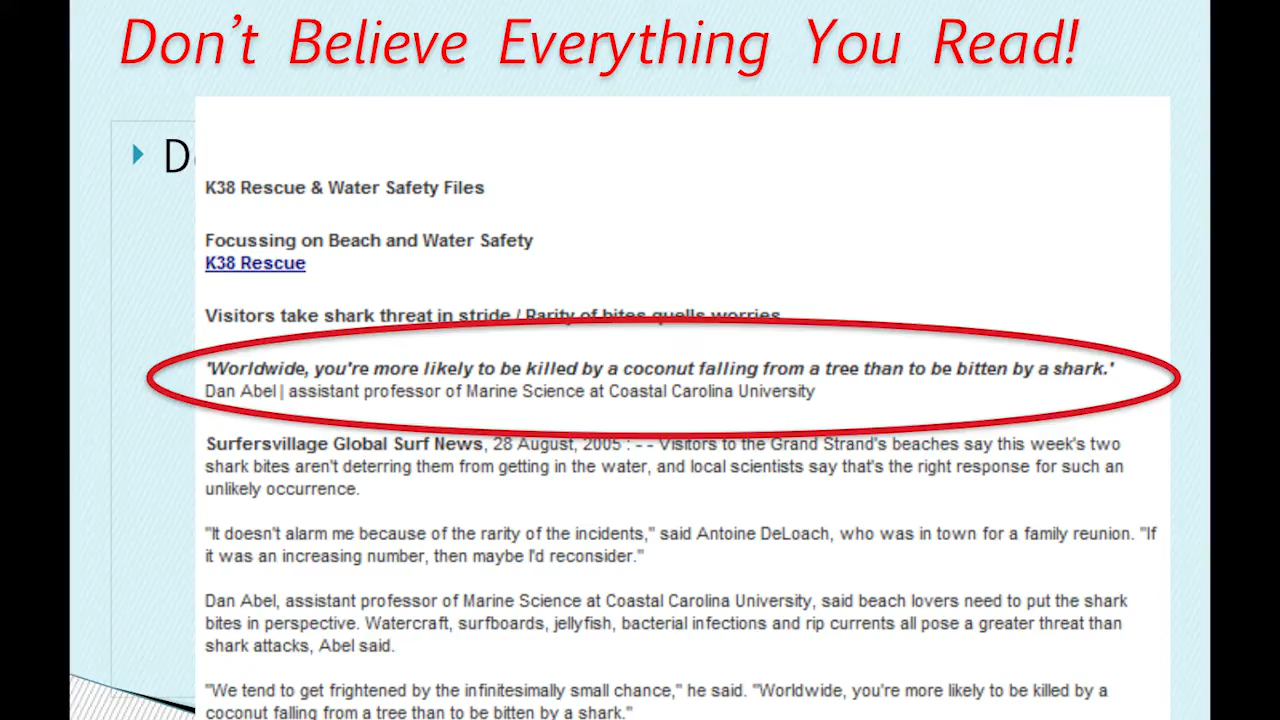 Don't Believe Everything You Read!
K38 Rescue & Water Safety Files
Focussing on Beach and Water Safety
K38 Rescue
Visitors take shark threat in stride / Rarity of bites quells worries
'Worldwide, you're more likely to be killed by a coconut falling from a tree than to be bitten by a shark.'
Dan Abel | assistant professor of Marine Science at Coastal Carolina University
Surfersville Global Surf News, 28 August, 2005 : - - Visitors to the Grand Strand's beaches say this week's two
shark bites aren't deterring them from getting in the water, and local scientists say that's the right response for such an
unlikely occurrence.
"It doesn't alarm me because of the rarity of the incidents," said Antoine DeLoach, who was in town for a family reunion. "If
it was an increasing number, then maybe I'd reconsider."
Dan Abel, assistant professor of Marine Science at Coastal Carolina University, said beach lovers need to put the shark
bites in perspective. Watercraft, surfboards, jellyfish, bacterial infections and rip currents all pose a greater threat than
shark attacks, Abel said.
"We tend to get frightened by the infinitesimally small chance," he said. "Worldwide, you're more likely to be killed by a
coconut falling from a tree than to be bitten by a shark."